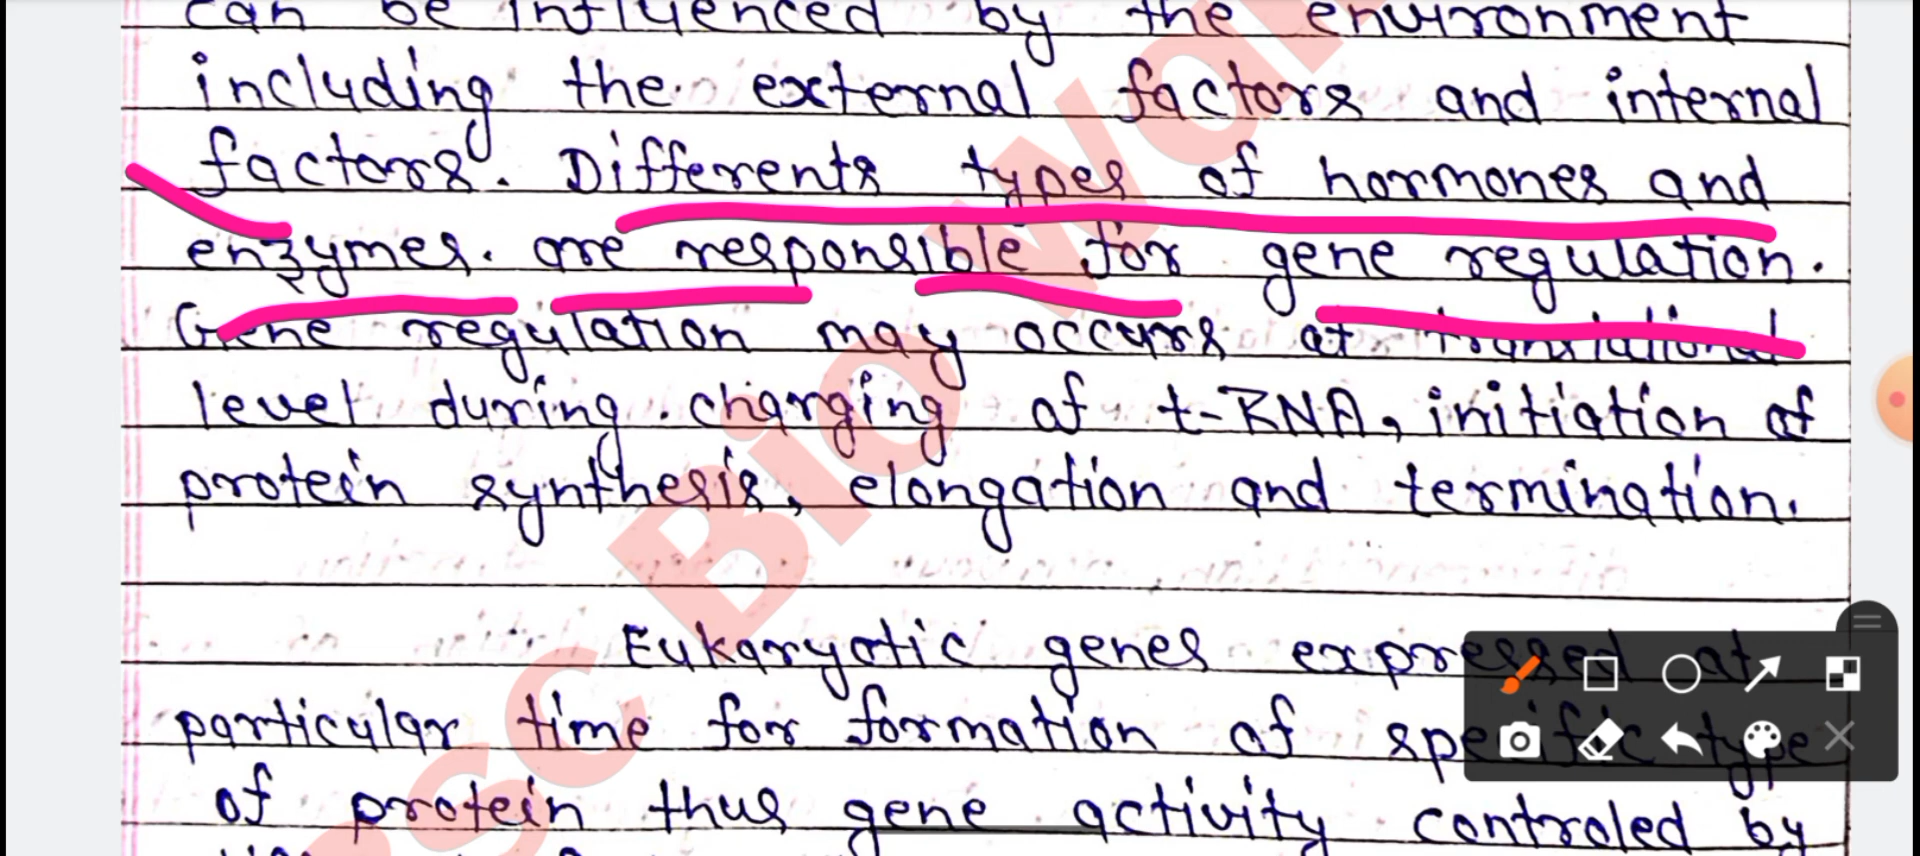 can be influenced by the environment
including the external factors and internal
factors. Differents types of hormones and
enzymes. are responsible for gene regulation.
Gene regulation may occurs at translational
level during charging of t-RNA, initiation of
protein synthesis, elongation and termination.
Eukaryotic genes expressed at
particular time for formation of specific type
of protein thus gene activity controled by
BSc Bio